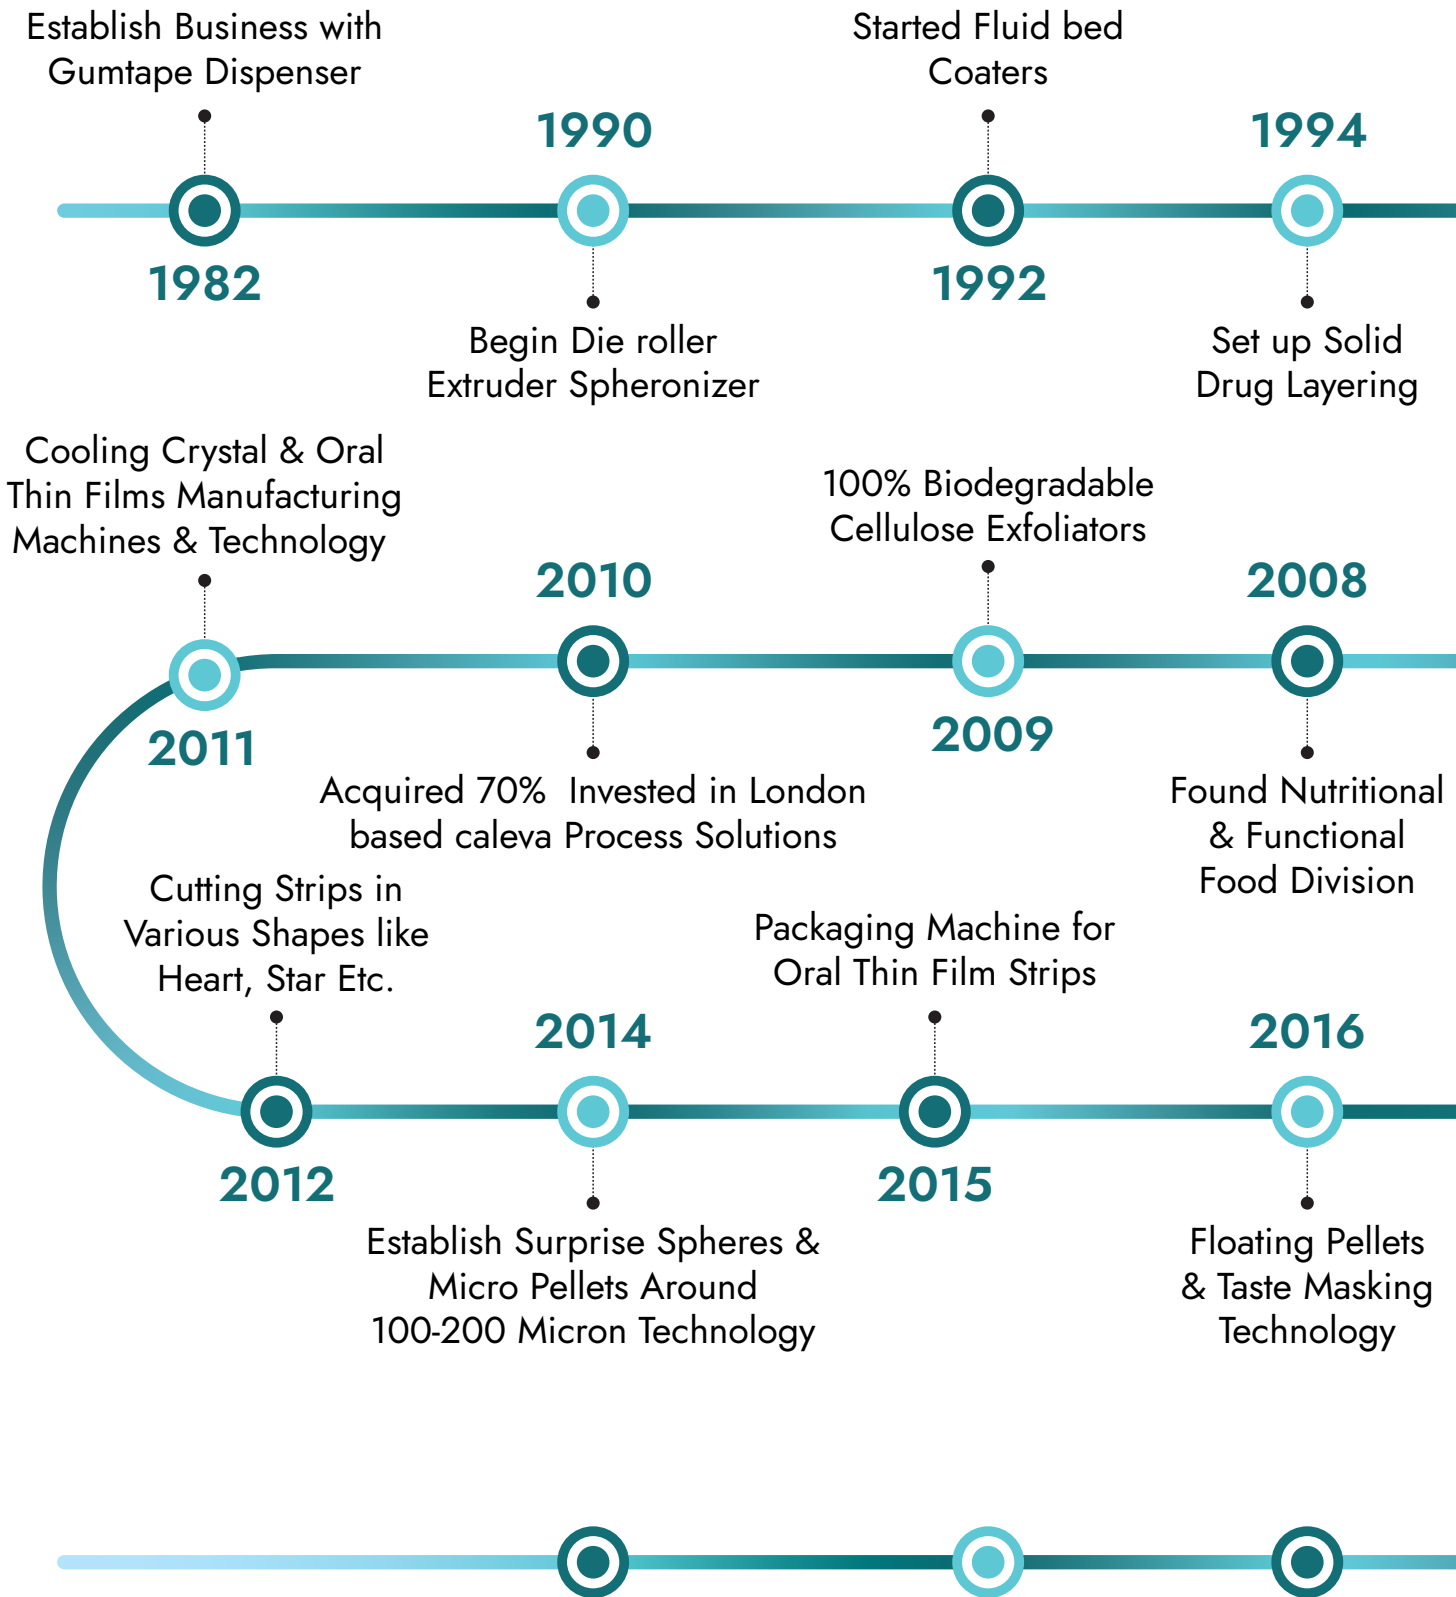 Establish Business with
Gumtape Dispenser
1982
1990
Begin Die roller
Extruder Spheronizer
Started Fluid bed
Coaters
1992
1994
Set up Solid
Drug Layering
Cooling Crystal & Oral
Thin Films Manufacturing
Machines & Technology
2011
2010
Acquired 70%  Invested in London
based caleva Process Solutions
100% Biodegradable
Cellulose Exfoliators
2009
2008
Found Nutritional
& Functional
Food Division
Cutting Strips in
Various Shapes like
Heart, Star Etc.
2012
2014
Establish Surprise Spheres &
Micro Pellets Around
100-200 Micron Technology
Packaging Machine for
Oral Thin Film Strips
2015
2016
Floating Pellets
& Taste Masking
Technology